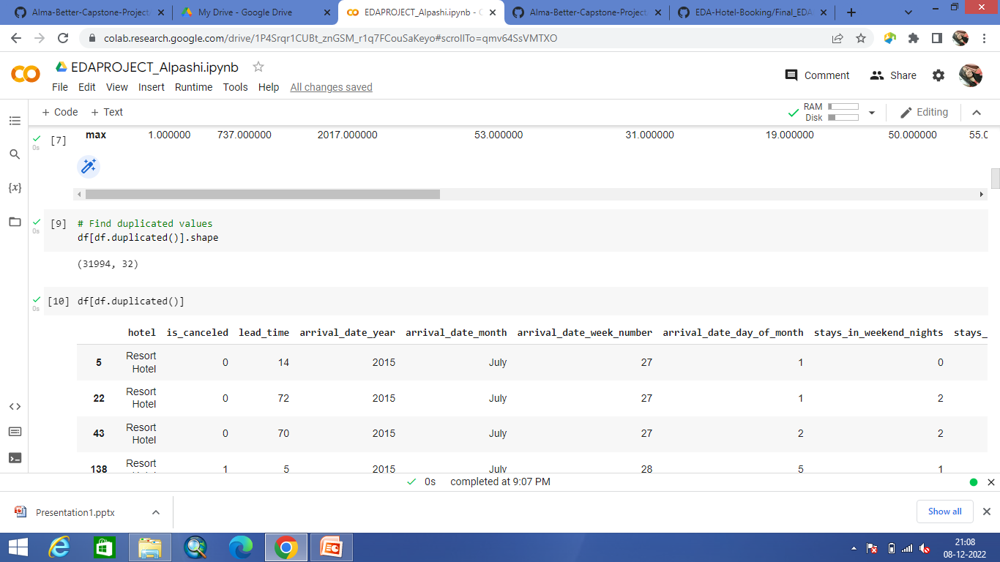 Alma-Better-Capstone-Project
My Drive - Google Drive
EDAPROJECT_Alpashi.ipynb - C
Alma-Better-Capstone-Project
EDA-Hotel-Booking/Final_EDA
colab.research.google.com/drive/1P4Srqr1CUBt_znGSM_r1q7FCouSaKeyo#scrollTo=qmv64SsVMTXO
EDAPROJECT_Alpashi.ipynb
File Edit View Insert Runtime Tools Help All changes saved
Comment Share
+ Code + Text
RAM
Disk
Editing
[7] max 1.000000 737.000000 2017.000000 53.000000 31.000000 19.000000 50.000000 55.0
0s
{x}
[9] # Find duplicated values
0s
df[df.duplicated()].shape
(31994, 32)
[10] df[df.duplicated()]
0s
hotel is_canceled lead_time arrival_date_year arrival_date_month arrival_date_week_number arrival_date_day_of_month stays_in_weekend_nights stays_
5 Resort Hotel 0 14 2015 July 27 1 0
22 Resort Hotel 0 72 2015 July 27 1 2
43 Resort Hotel 0 70 2015 July 27 2 2
138 Resort 1 5 2015 July 28 5 1
0s completed at 9:07 PM
Presentation1.pptx
Show all
21:08
08-12-2022